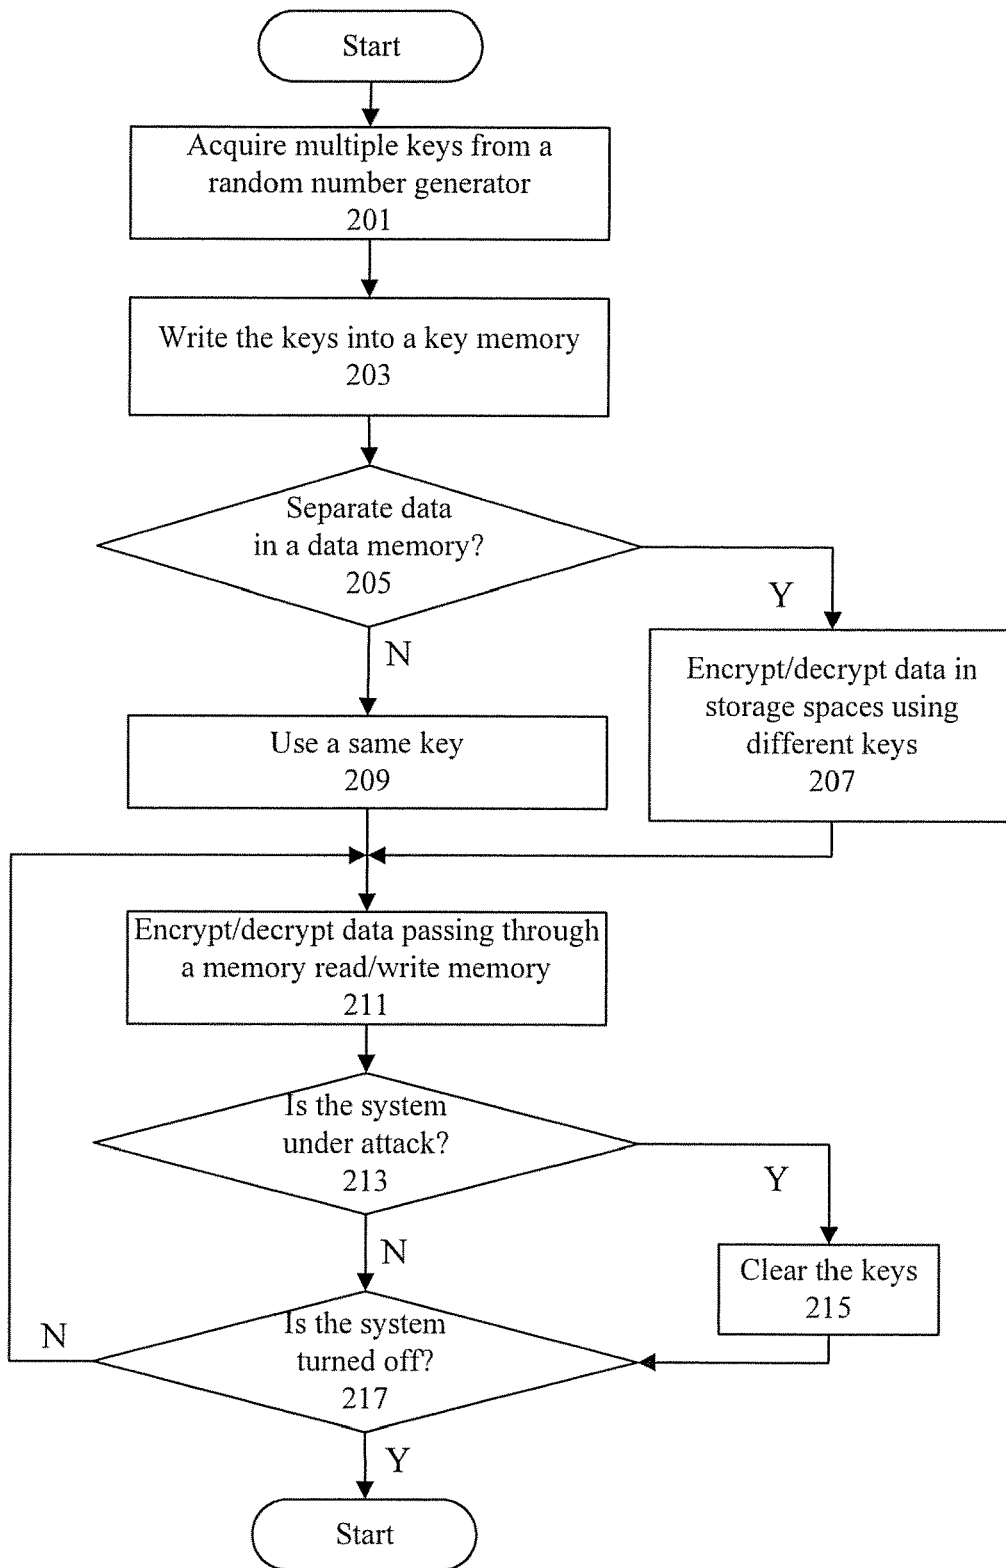 Start
Acquire multiple keys from a
random number generator
201
Write the keys into a key memory
203
Separate data
in a data memory?
205
Y
N
Encrypt/decrypt data in
storage spaces using
different keys
207
Use a same key
209
Encrypt/decrypt data passing through
a memory read/write memory
211
Is the system
under attack?
213
Y
N
Clear the keys
215
Is the system
turned off?
217
N
Y
Start